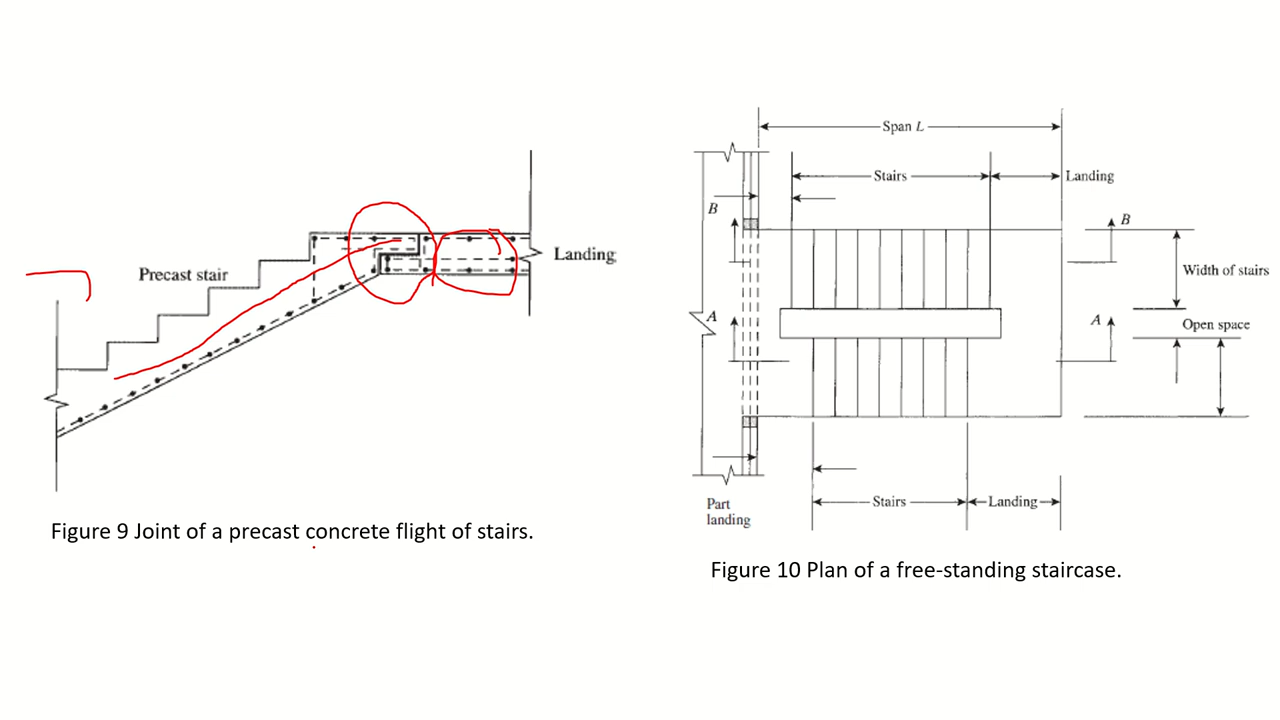 Precast stair
Landing
Figure 9 Joint of a precast concrete flight of stairs.
Span L
Stairs
Landing
B
B
Width of stairs
A
A
Open space
Part
landing
Stairs
Landing
Figure 10 Plan of a free-standing staircase.